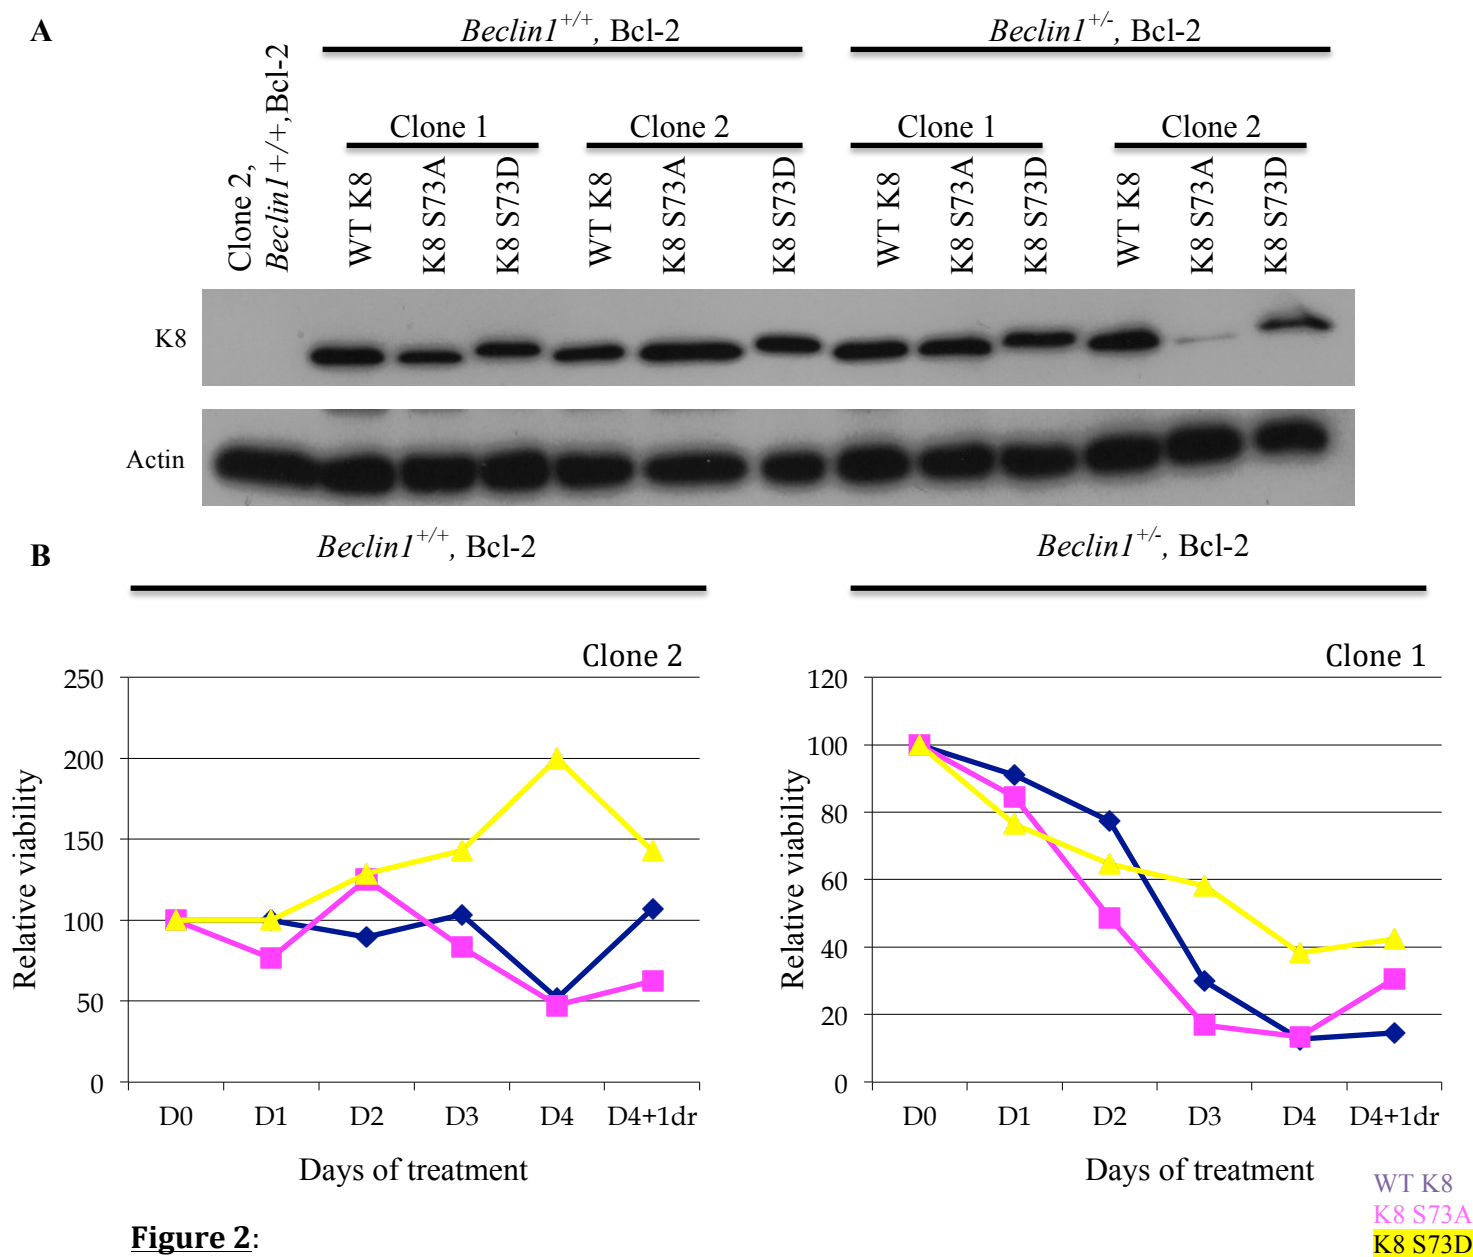 A
Beclin1+/+, Bcl-2
Beclin1+/-, Bcl-2
Clone 2,
Beclin1+/+,Bcl-2
Clone 1
Clone 2
Clone 1
Clone 2
WT K8
K8 S73A
K8 S73D
WT K8
K8 S73A
K8 S73D
WT K8
K8 S73A
K8 S73D
WT K8
K8 S73A
K8 S73D
K8
Actin
B
Beclin1+/+, Bcl-2
Beclin1+/-, Bcl-2
Clone 2
250
200
150
100
50
0
Relative viability
D0 D1 D2 D3 D4 D4+1dr
Days of treatment
Clone 1
120
100
80
60
40
20
0
Relative viability
D0 D1 D2 D3 D4 D4+1dr
Days of treatment
WT K8
K8 S73A
K8 S73D
Figure 2: